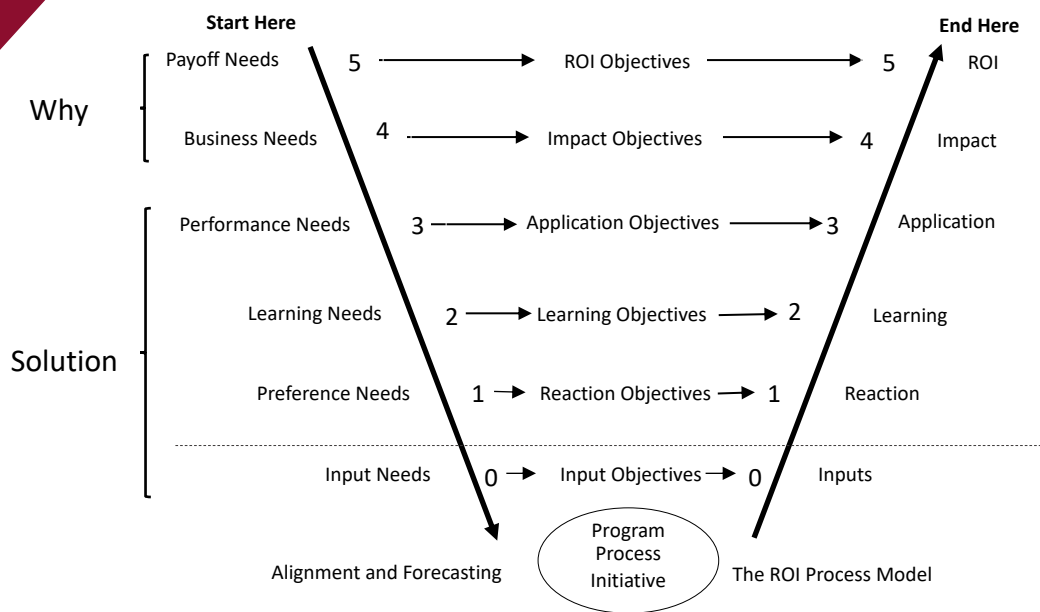 Start Here
End Here
Payoff Needs 5 ROI Objectives 5 ROI
Why
Business Needs 4 Impact Objectives 4 Impact
Performance Needs 3 Application Objectives 3 Application
Learning Needs 2 Learning Objectives 2 Learning
Solution
Preference Needs 1 Reaction Objectives 1 Reaction
Input Needs 0 Input Objectives 0 Inputs
Program
Process
Initiative
Alignment and Forecasting
The ROI Process Model